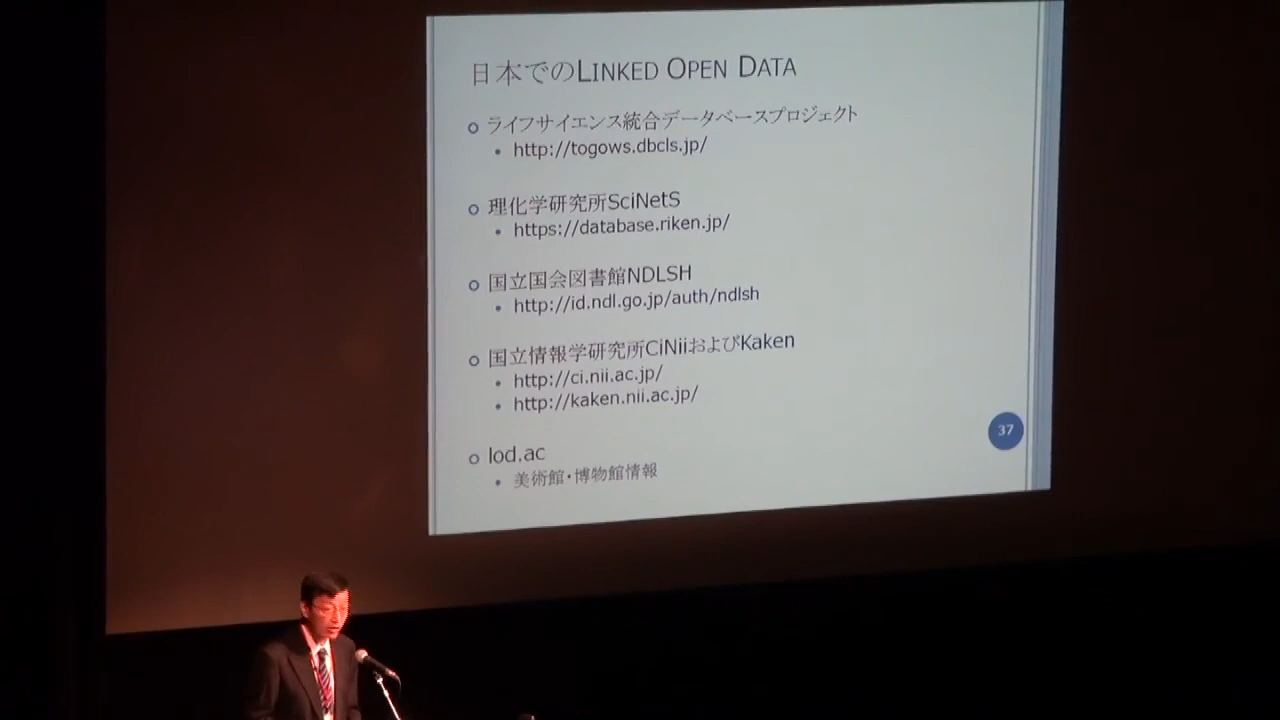 日本でのLINKED OPEN DATA
ライフサイエンス統合データベースプロジェクト
http://togows.dbcls.jp/
理化学研究所SciNetS
https://database.riken.jp/
国立国会図書館NDLSH
http://id.ndl.go.jp/auth/ndlsh
国立情報学研究所CiNiiおよびKaken
http://ci.nii.ac.jp/
http://kaken.nii.ac.jp/
37
lod.ac
美術館・博物館情報